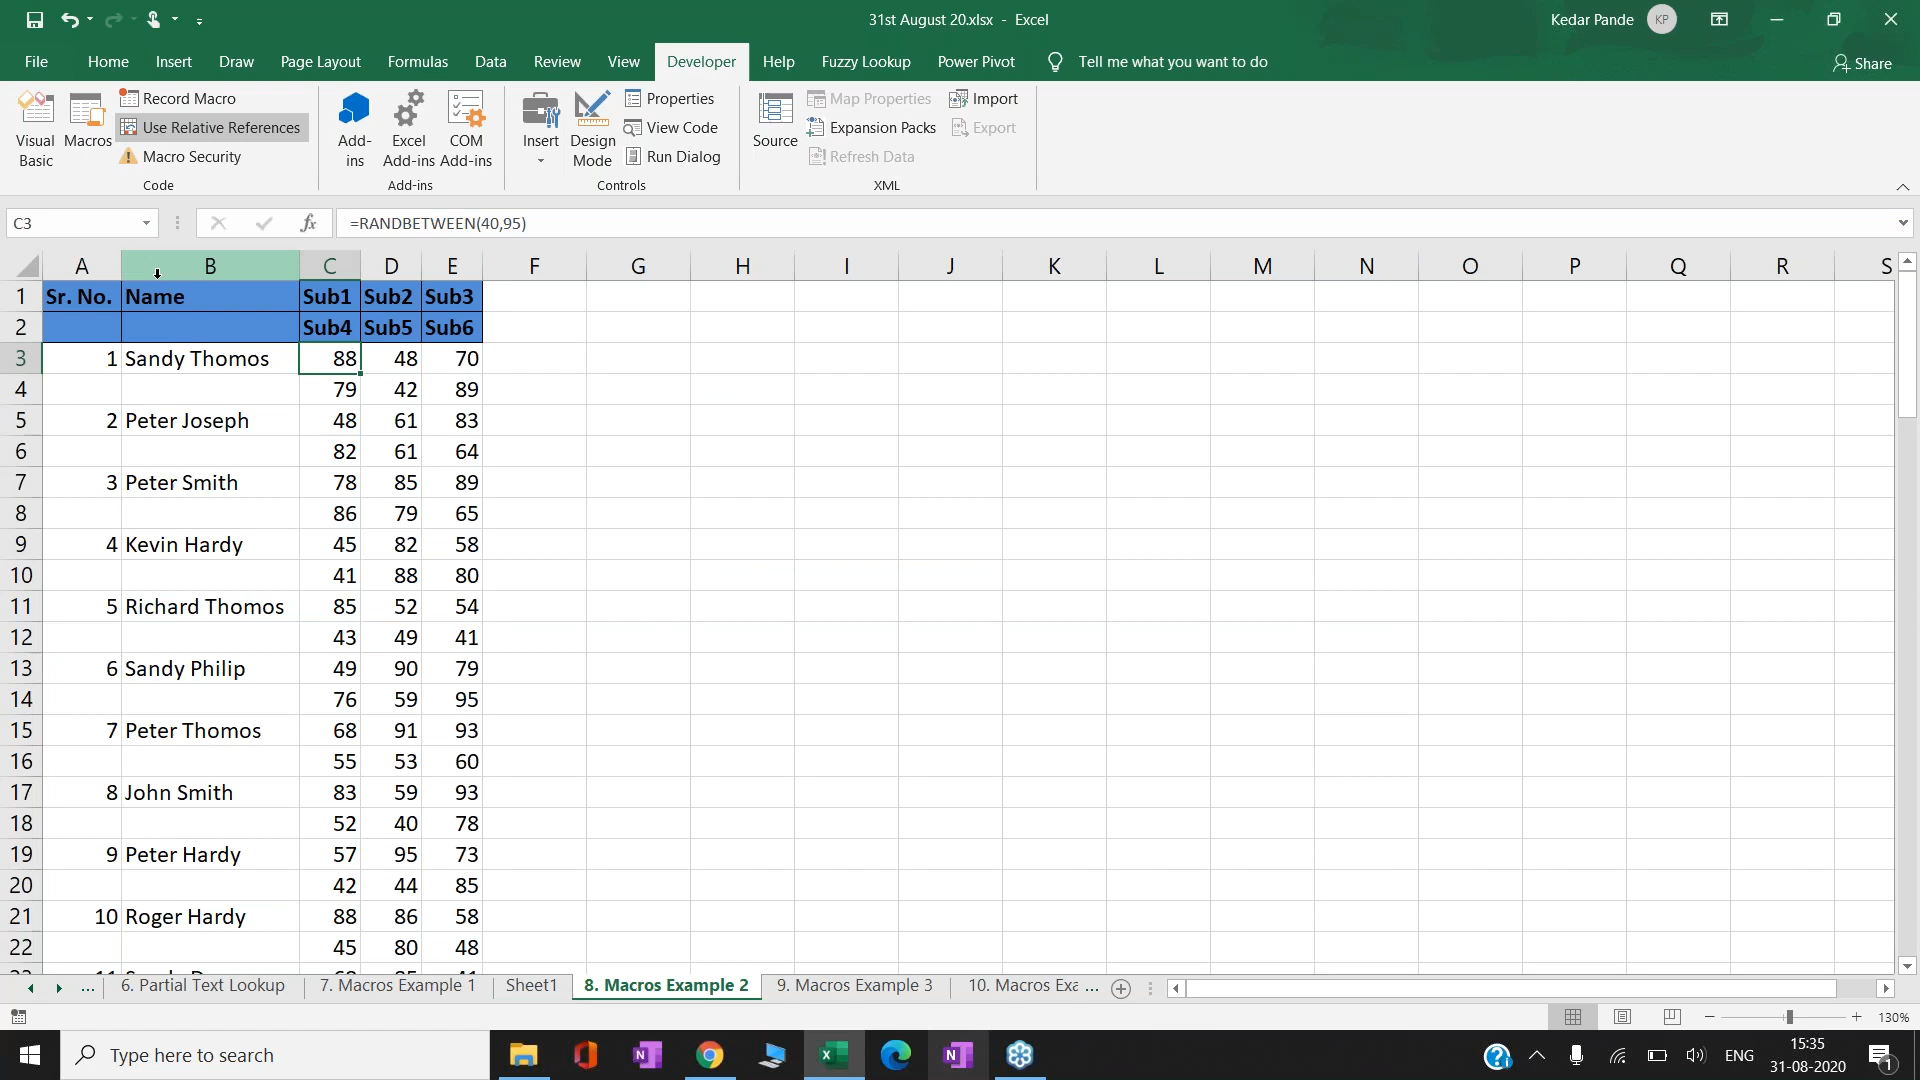 31st August 20.xlsx - Excel
Kedar Pande KP
File Home Insert Draw Page Layout Formulas Data Review View Developer Help Fuzzy Lookup Power Pivot Tell me what you want to do Share
Visual Basic
Macros
Record Macro
Use Relative References
Macro Security
Code
Add-ins
Excel Add-ins
COM Add-ins
Add-ins
Insert
Design Mode
Properties
View Code
Run Dialog
Controls
Source
Map Properties
Expansion Packs
Refresh Data
Import
Export
XML
C3 fx =RANDBETWEEN(40,95)
A B C D E F G H I J K L M N O P Q R S
1 Sr. No. Name Sub1 Sub2 Sub3
2 Sub4 Sub5 Sub6
3 1 Sandy Thomos 88 48 70
4 79 42 89
5 2 Peter Joseph 48 61 83
6 82 61 64
7 3 Peter Smith 78 85 89
8 86 79 65
9 4 Kevin Hardy 45 82 58
10 41 88 80
11 5 Richard Thomos 85 52 54
12 43 49 41
13 6 Sandy Philip 49 90 79
14 76 59 95
15 7 Peter Thomos 68 91 93
16 55 53 60
17 8 John Smith 83 59 93
18 52 40 78
19 9 Peter Hardy 57 95 73
20 42 44 85
21 10 Roger Hardy 88 86 58
22 45 80 48
... 6. Partial Text Lookup 7. Macros Example 1 Sheet1 8. Macros Example 2 9. Macros Example 3 10. Macros Exa ...
130%
Type here to search
ENG
15:35
31-08-2020
1